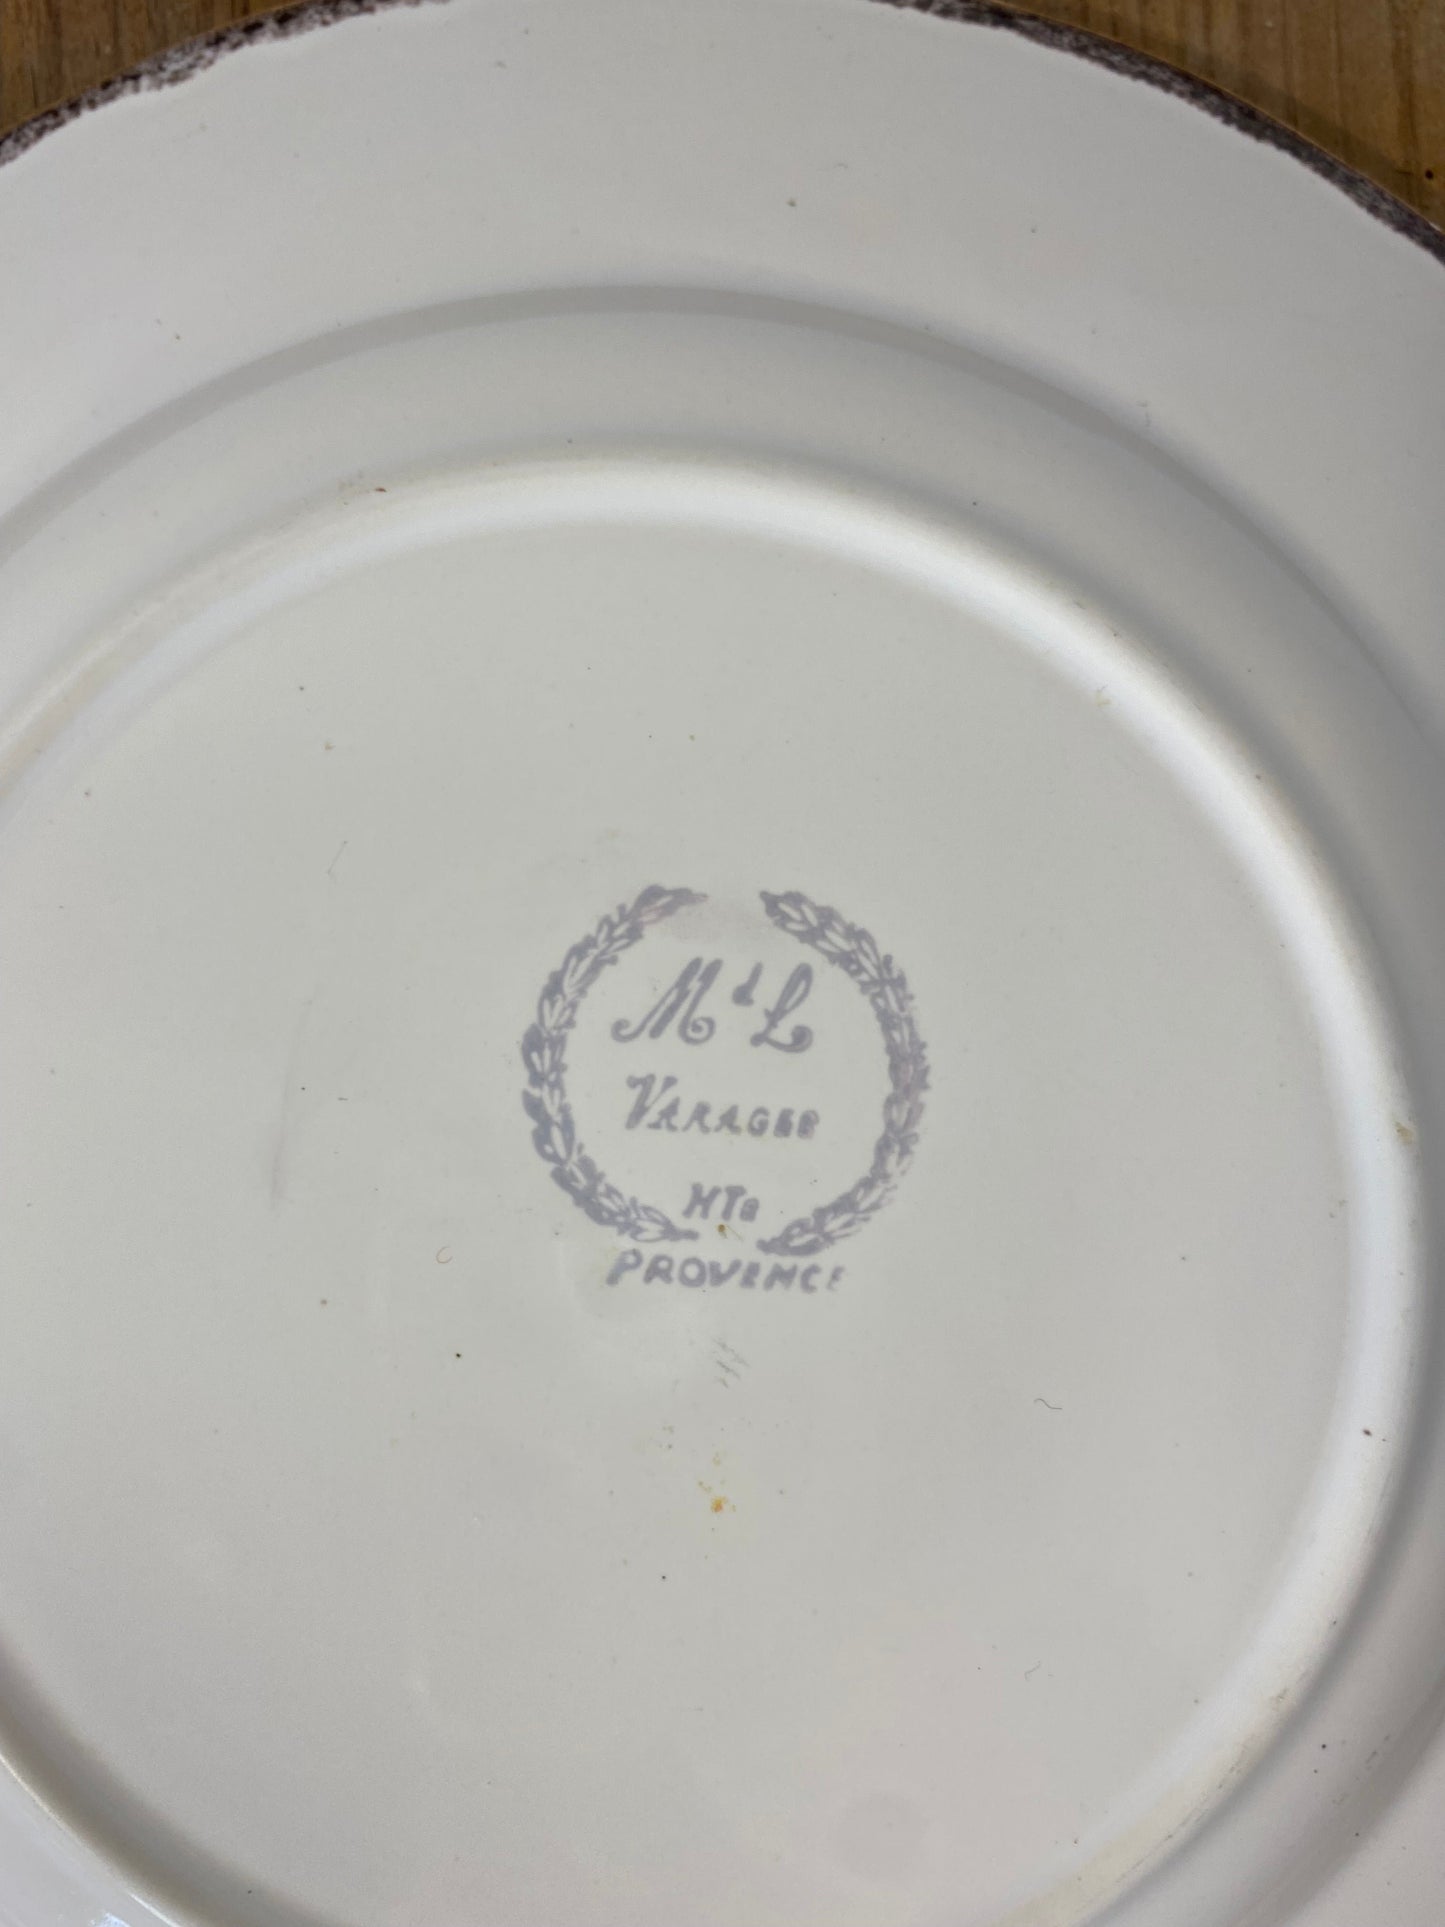 M d L
VARAGES
HTE
PROVENCE